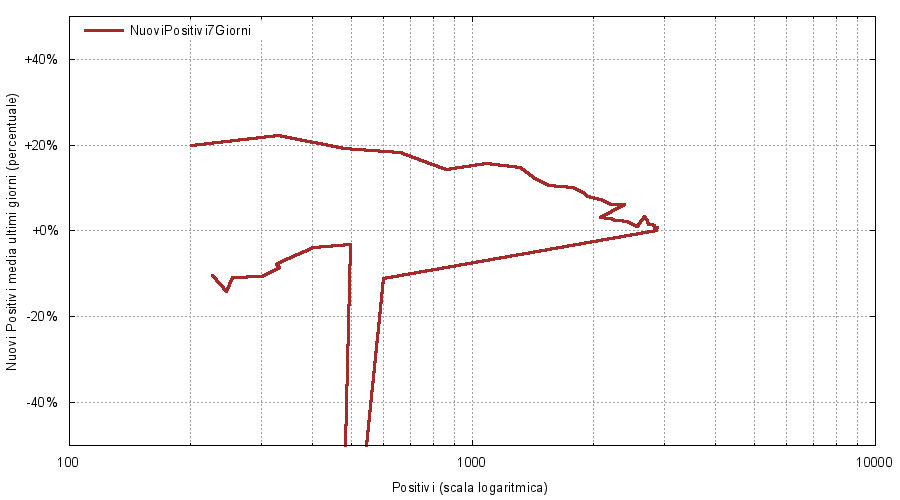 NuoviPositivi7Giorni
+40%
+20%
+0%
-20%
-40%
Nuovi Positivi media ultimi giorni (percentuale)
100
1000
10000
Positivi (scala logaritmica)